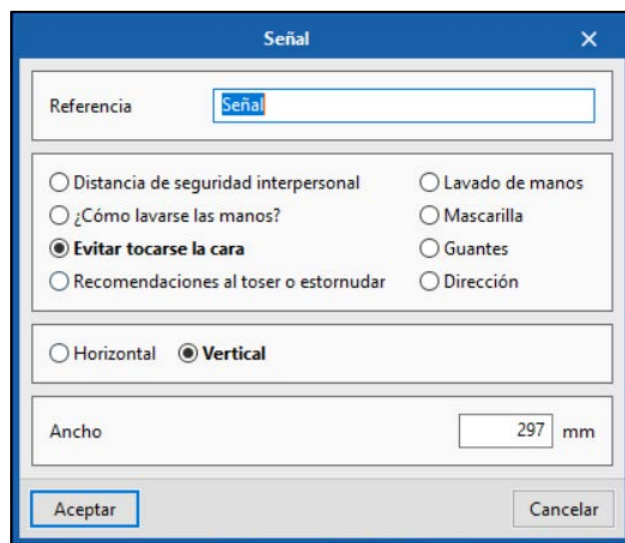 Señal
Referencia Señal
Distancia de seguridad interpersonal Lavado de manos
¿Cómo lavarse las manos? Mascarilla
Evitar tocarse la cara Guantes
Recomendaciones al toser o estornudar Dirección
Horizontal Vertical
Ancho 297 mm
Aceptar Cancelar